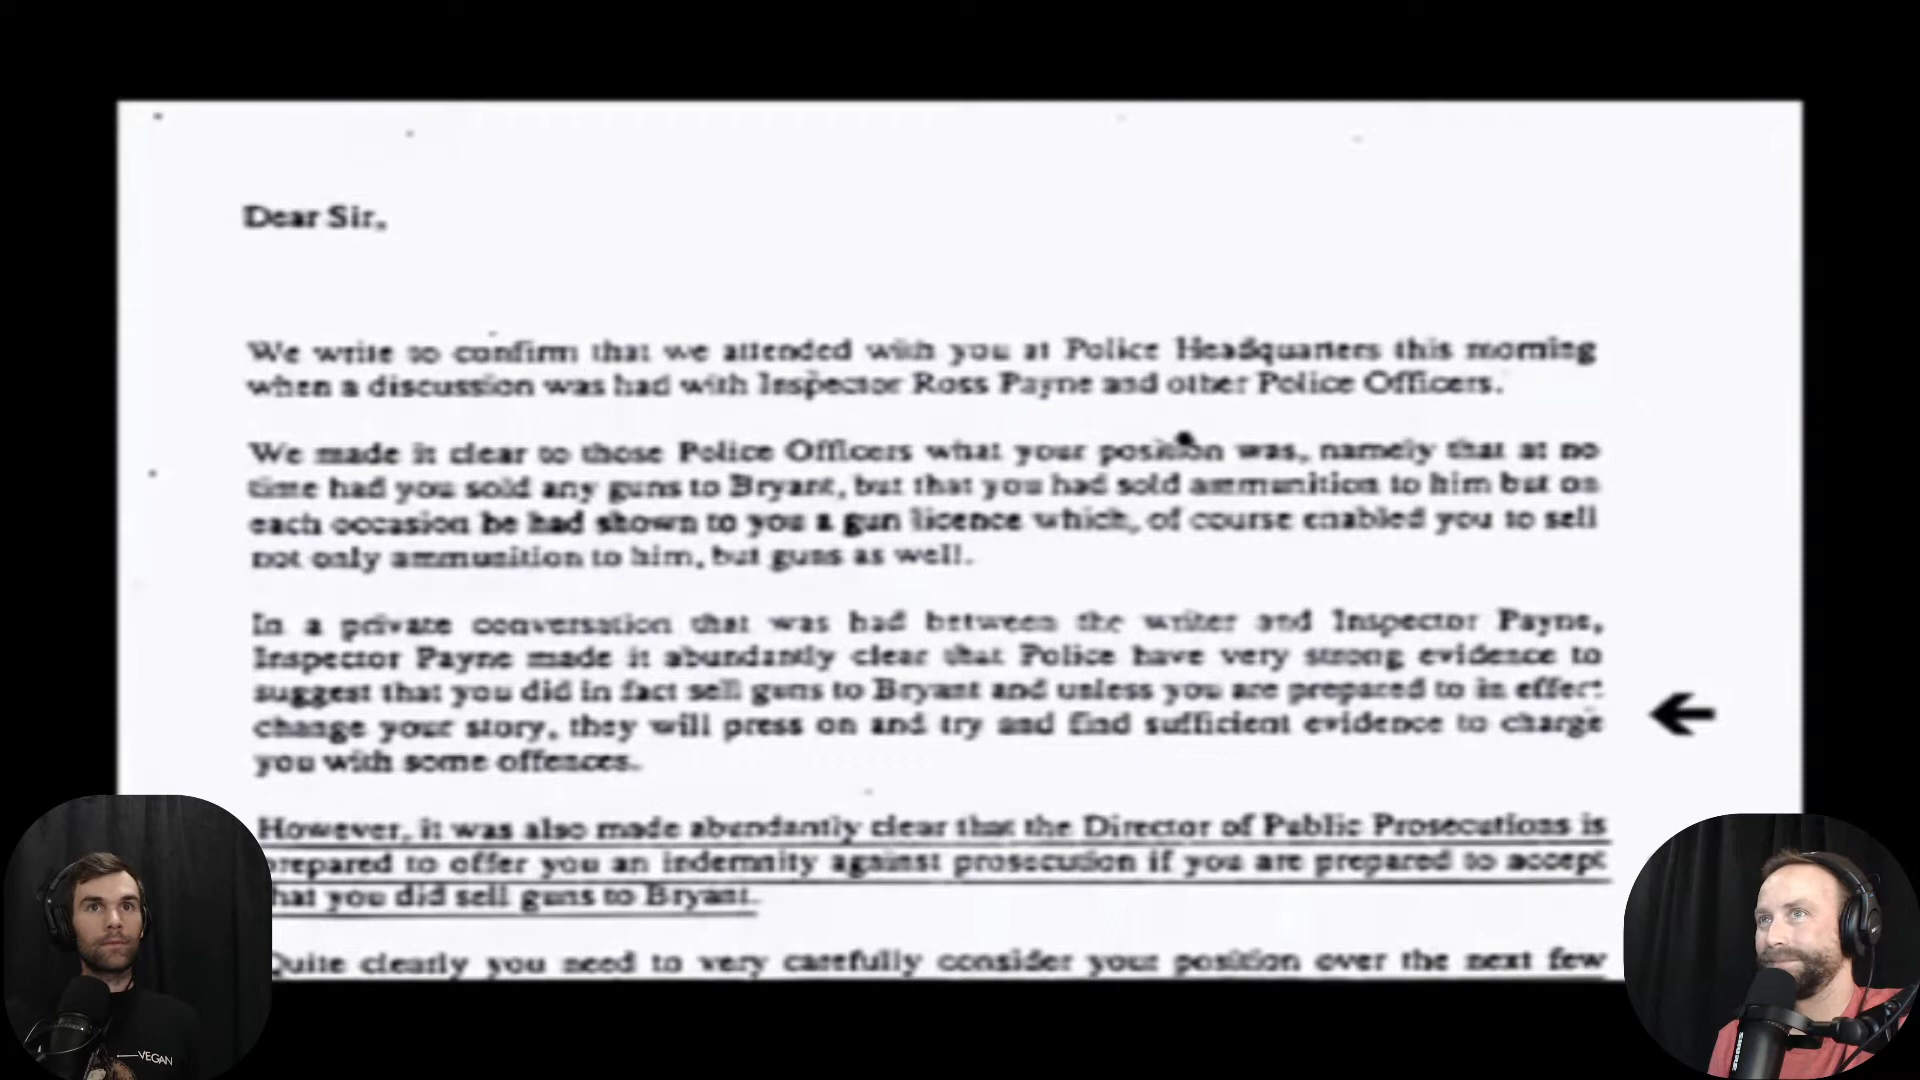 Dear Sir,
We write to confirm that we attended with you at Police Headquarters this morning
when a discussion was had with Inspector Ross Payne and other Police Officers.
We made it clear to those Police Officers what your position was, namely that at no
time had you sold any guns to Bryant, but that you had sold ammunition to him but on
each occasion he had shown to you a gun licence which, of course enabled you to sell
not only ammunition to him, but guns as well.
In a private conversation that was had between the writer and Inspector Payne,
Inspector Payne made it abundantly clear that Police have very strong evidence to
suggest that you did in fact sell guns to Bryant and unless you are prepared to in effect
change your story, they will press on and try and find sufficient evidence to charge
you with some offences.
However, it was also made abundantly clear that the Director of Public Prosecutions is
prepared to offer you an indemnity against prosecution if you are prepared to accept
hat you did sell guns to Bryant.
Quite clearly you need to very carefully consider your position over the next few
VEGAN
SHURE